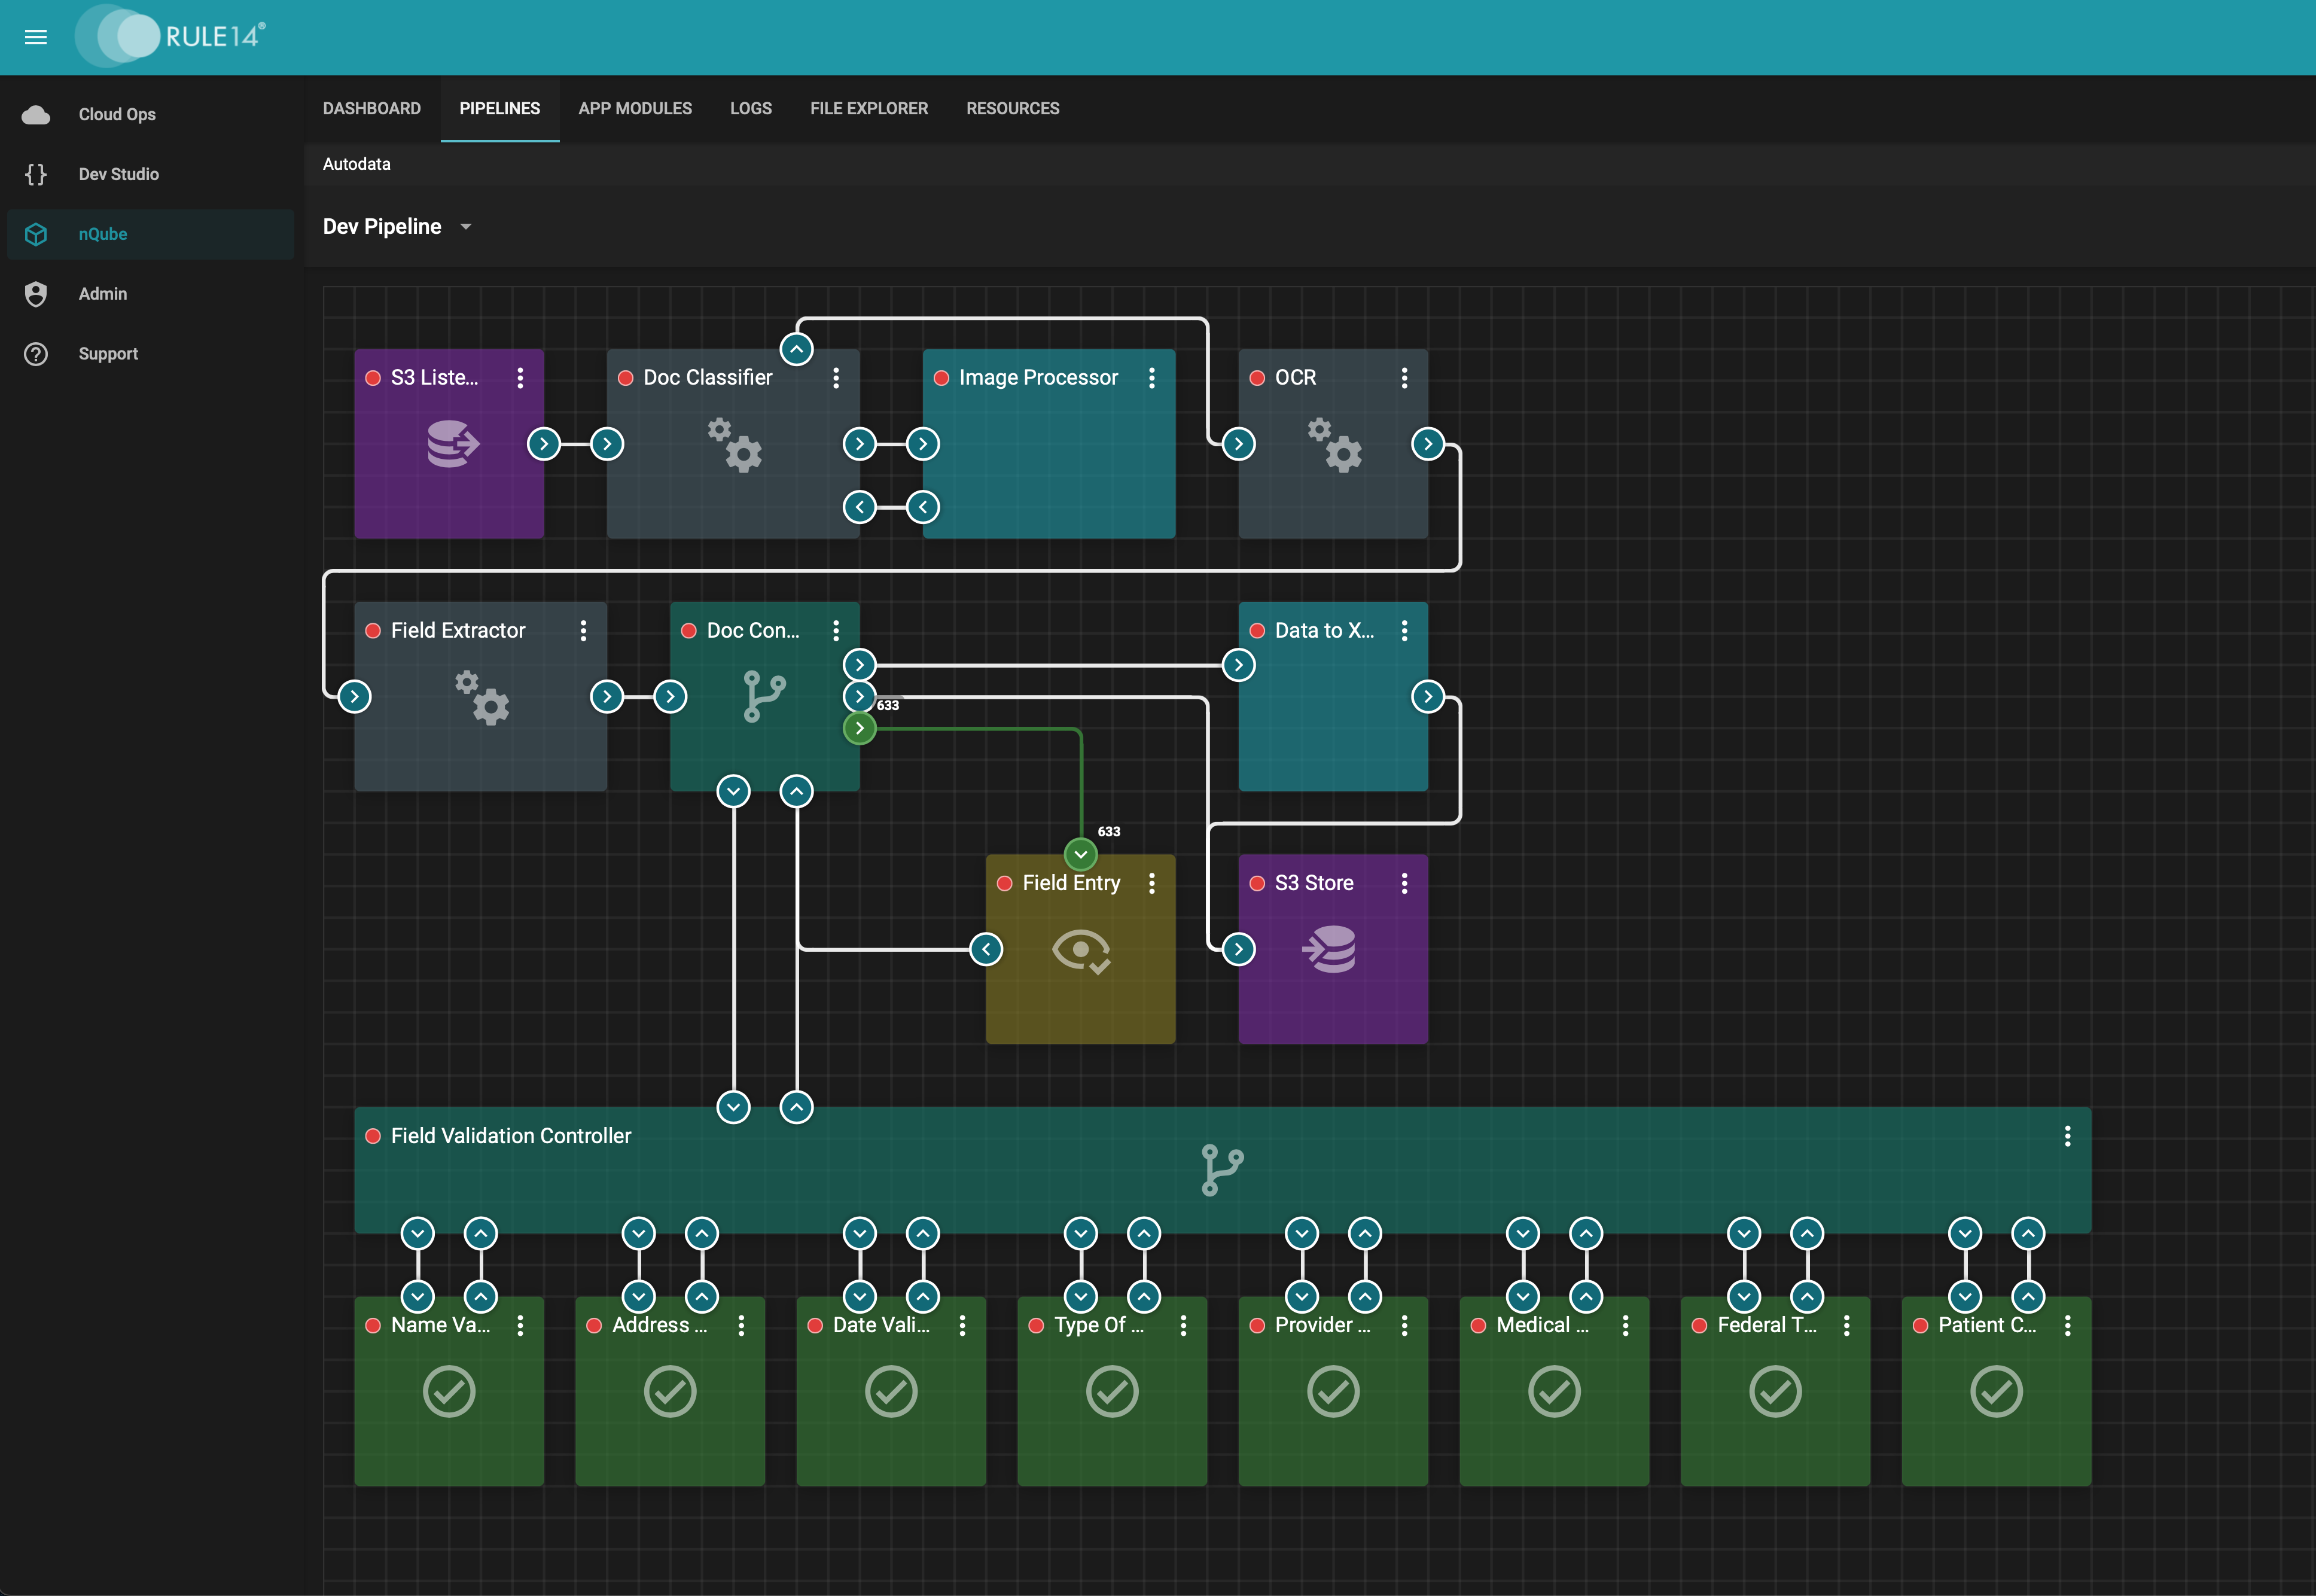 RULE14®
Cloud Ops
Dev Studio
nQube
Admin
Support
DASHBOARD PIPELINES APP MODULES LOGS FILE EXPLORER RESOURCES
Autodata
Dev Pipeline
S3 Liste...
Doc Classifier
Image Processor
OCR
Field Extractor
Doc Con...
Data to X...
633
633
Field Entry
S3 Store
Field Validation Controller
Name Va...
Address ...
Date Vali...
Type Of ...
Provider ...
Medical ...
Federal T...
Patient C...